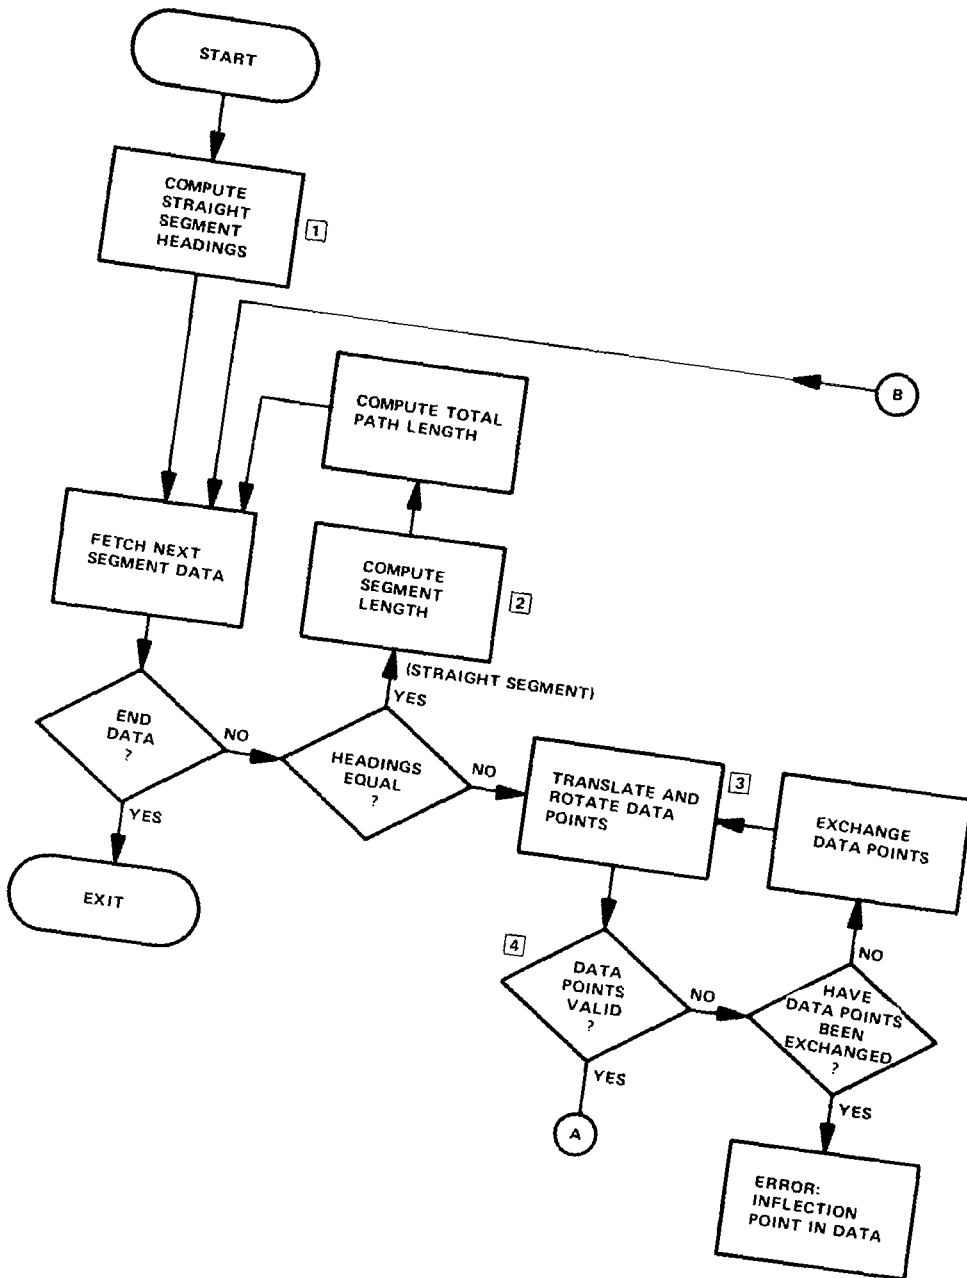 START
COMPUTE
STRAIGHT
SEGMENT
HEADINGS
1
B
COMPUTE TOTAL
PATH LENGTH
FETCH NEXT
SEGMENT DATA
COMPUTE
SEGMENT
LENGTH
2
(STRAIGHT SEGMENT)
YES
END
DATA
?
NO
YES
EXIT
HEADINGS
EQUAL
?
NO
TRANSLATE AND
ROTATE DATA
POINTS
3
EXCHANGE
DATA POINTS
4
DATA
POINTS
VALID
?
NO
YES
A
HAVE
DATA POINTS
BEEN
EXCHANGED
?
NO
YES
ERROR:
INFLECTION
POINT IN DATA